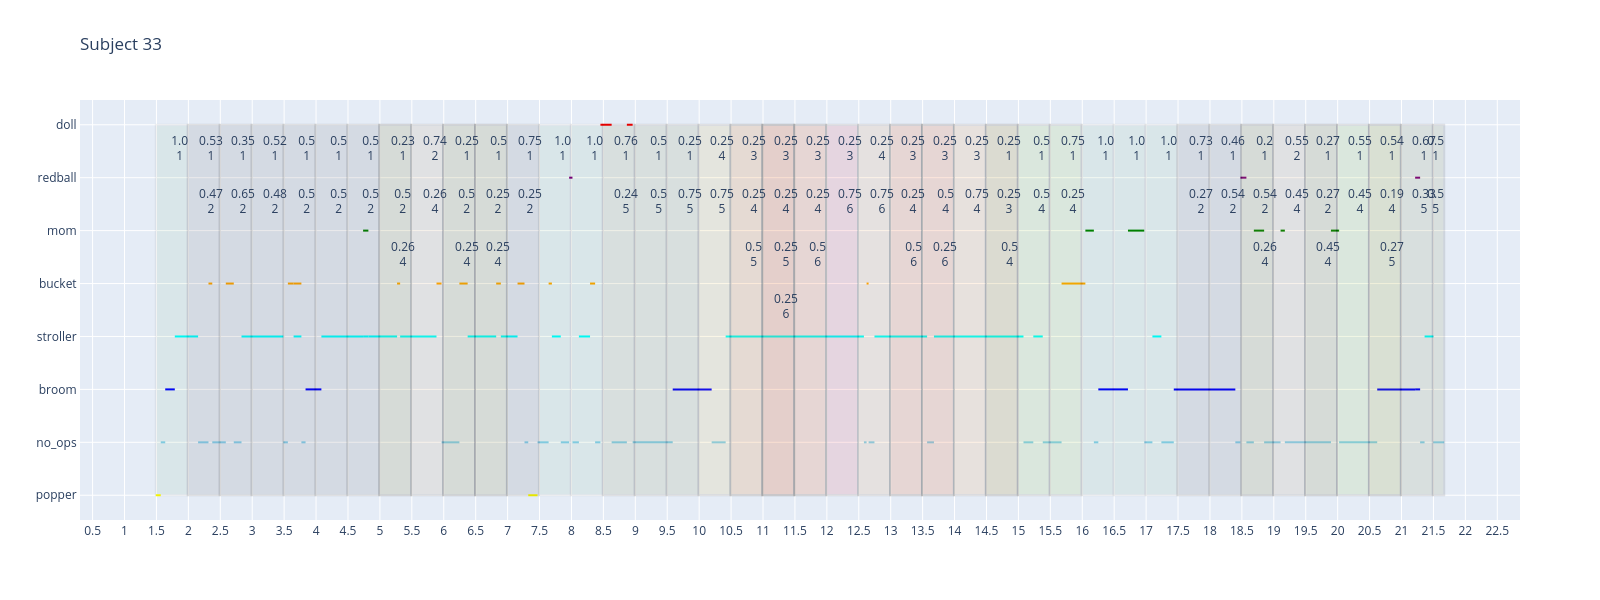 Subject 33
doll
1.0 0.53 0.35 0.52 0.5 0.5 0.5 0.23 0.74 0.25 0.5 0.75 1.0 1.0 0.76 0.5 0.25 0.25 0.25 0.25 0.25 0.25 0.25 0.25 0.25 0.25 0.25 0.5 0.75 1.0 1.0 1.0 0.73 0.46 0.2 0.55 0.27 0.55 0.54 0.67 0.5
1 1 1 1 1 1 1 1 2 1 1 1 1 1 1 1 1 4 3 3 3 3 4 3 3 3 1 1 1 1 1 1 1 1 1 2 1 1 1 1 1
redball
0.47 0.65 0.48 0.5 0.5 0.5 0.5 0.26 0.5 0.25 0.25 0.24 0.5 0.75 0.75 0.25 0.25 0.25 0.75 0.75 0.25 0.5 0.75 0.25 0.5 0.25 0.27 0.54 0.54 0.45 0.27 0.45 0.19 0.33 0.5
2 2 2 2 2 2 2 4 2 2 2 5 5 5 5 4 4 4 6 6 4 4 4 3 4 4 2 2 2 4 2 4 4 5 5
mom
0.26 0.25 0.25 0.5 0.25 0.5 0.5 0.25 0.5 0.26 0.45 0.27
4 4 4 5 5 6 6 6 4 4 4 5
bucket
0.25
6
stroller
broom
no_ops
popper
0.5 1 1.5 2 2.5 3 3.5 4 4.5 5 5.5 6 6.5 7 7.5 8 8.5 9 9.5 10 10.5 11 11.5 12 12.5 13 13.5 14 14.5 15 15.5 16 16.5 17 17.5 18 18.5 19 19.5 20 20.5 21 21.5 22 22.5